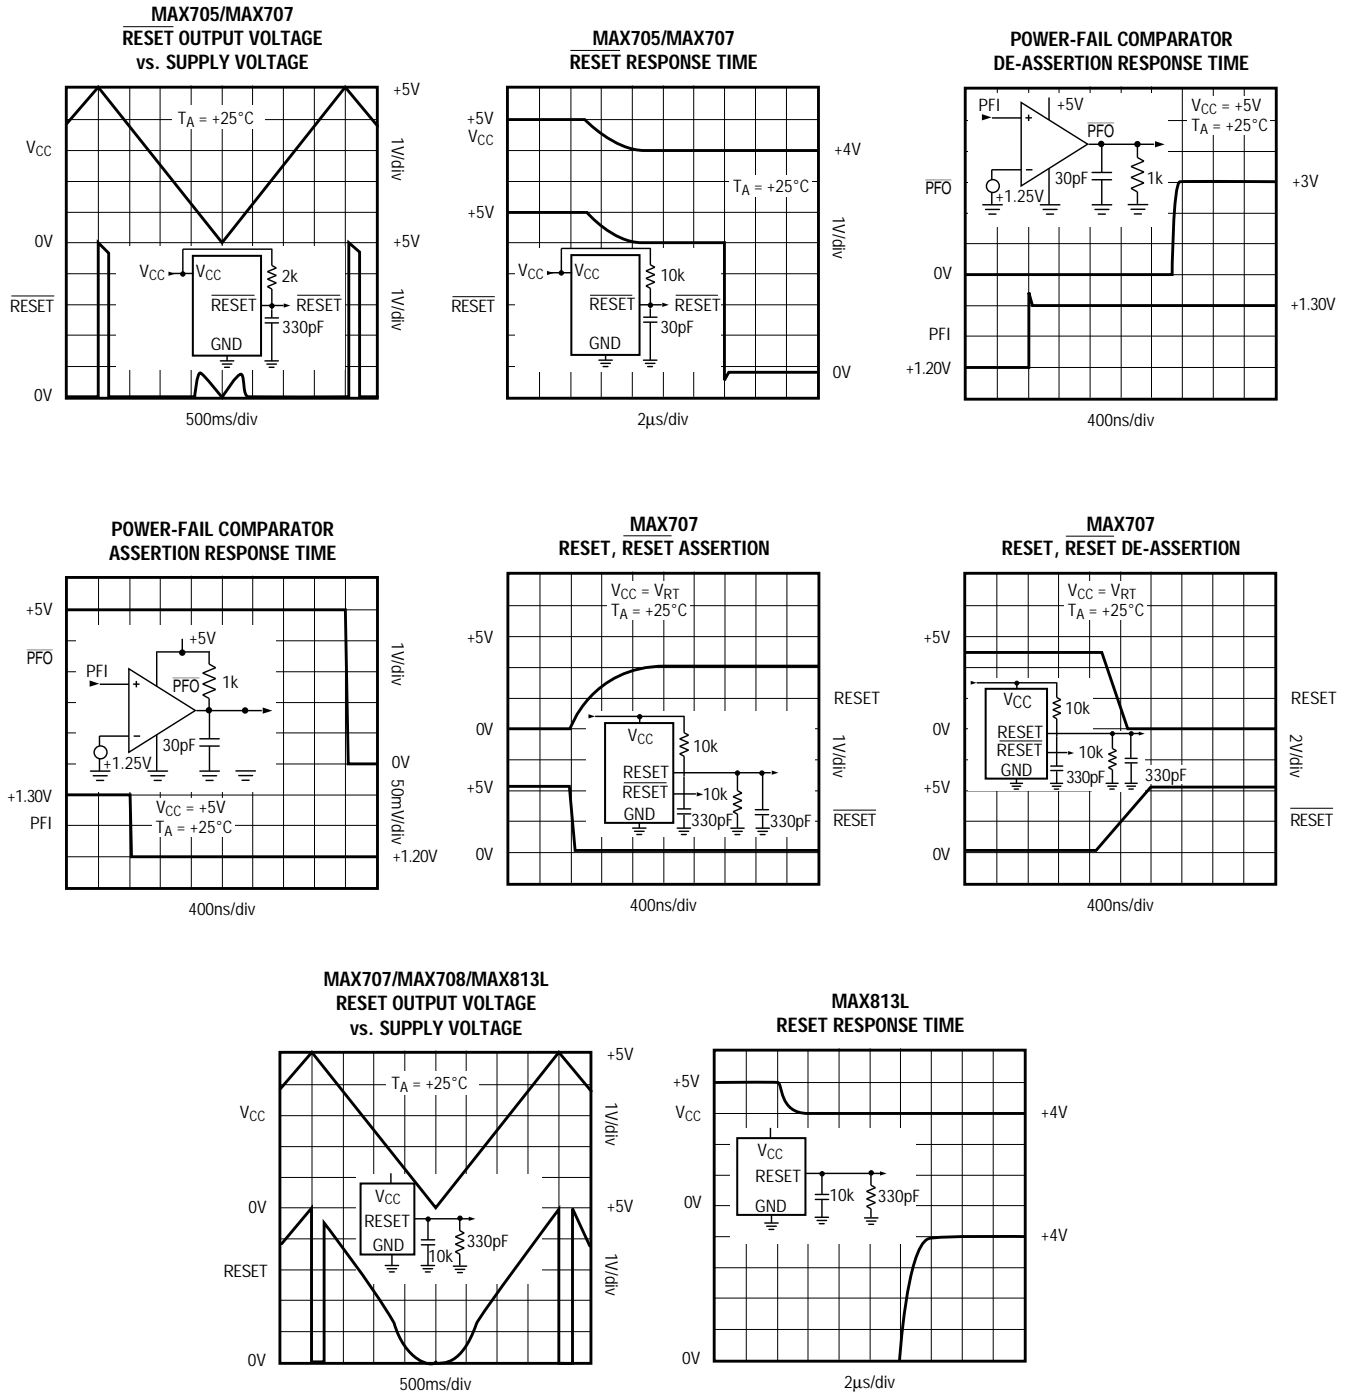 MAX705/MAX707
RESET OUTPUT VOLTAGE
vs. SUPPLY VOLTAGE
+5V
TA = +25°C
VCC
1V/div
0V
+5V
VCC
VCC
2k
RESET
RESET
RESET
330pF
1V/div
GND
0V
500ms/div
MAX705/MAX707
RESET RESPONSE TIME
+5V
VCC
+4V
TA = +25°C
+5V
1V/div
VCC
VCC
10k
RESET
RESET
RESET
30pF
GND
0V
2µs/div
POWER-FAIL COMPARATOR
DE-ASSERTION RESPONSE TIME
PFI
+5V
VCC = +5V
TA = +25°C
+
PFO
PFO
−
30pF
1k
+3V
+1.25V
0V
+1.30V
PFI
+1.20V
400ns/div
POWER-FAIL COMPARATOR
ASSERTION RESPONSE TIME
+5V
+5V
PFO
1V/div
PFI
PFO
1k
+
−
30pF
+1.25V
0V
+1.30V
VCC = +5V
50mV/div
PFI
TA = +25°C
+1.20V
400ns/div
MAX707
RESET, RESET ASSERTION
VCC = VRT
TA = +25°C
+5V
RESET
0V
VCC
10k
1V/div
RESET
+5V
RESET
10k
GND
330pF
330pF
RESET
0V
400ns/div
MAX707
RESET, RESET DE-ASSERTION
VCC = VRT
TA = +25°C
+5V
VCC
10k
RESET
0V
RESET
RESET
10k
2V/div
GND
330pF
330pF
+5V
RESET
0V
400ns/div
MAX707/MAX708/MAX813L
RESET OUTPUT VOLTAGE
vs. SUPPLY VOLTAGE
+5V
TA = +25°C
VCC
1V/div
VCC
0V
+5V
RESET
GND
10k
330pF
RESET
1V/div
0V
500ms/div
MAX813L
RESET RESPONSE TIME
+5V
VCC
+4V
VCC
RESET
10k
330pF
0V
GND
+4V
0V
2µs/div